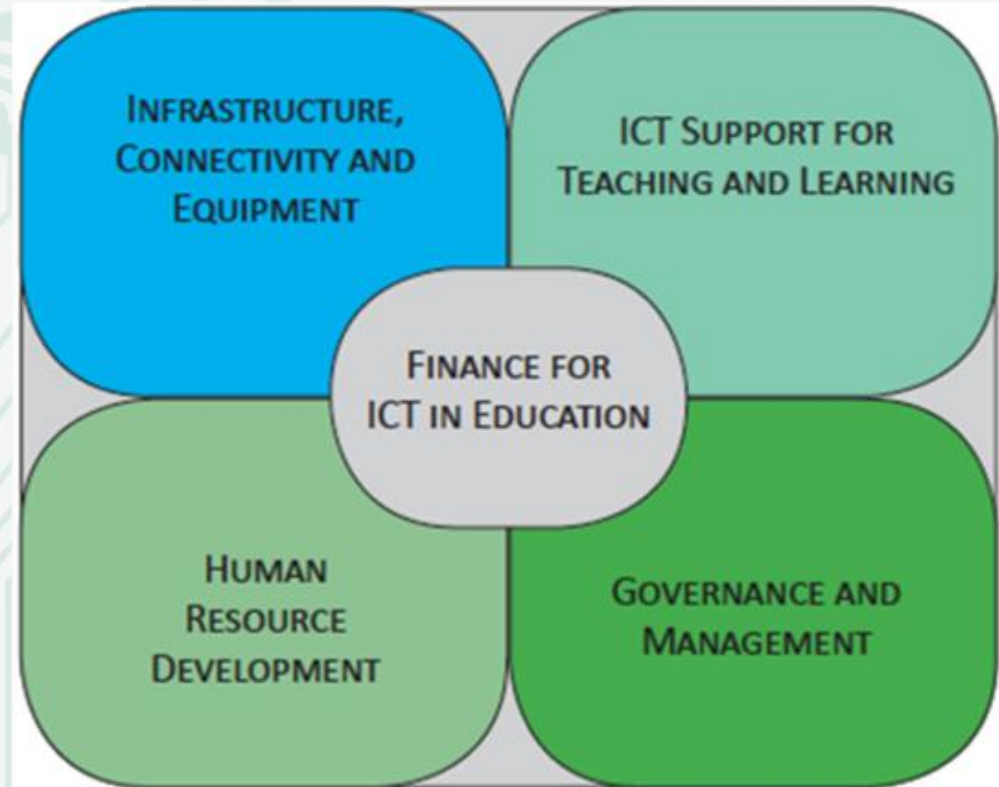 INFRASTRUCTURE,
CONNECTIVITY AND
EQUIPMENT
ICT SUPPORT FOR
TEACHING AND LEARNING
FINANCE FOR
ICT IN EDUCATION
HUMAN
RESOURCE
DEVELOPMENT
GOVERNANCE AND
MANAGEMENT